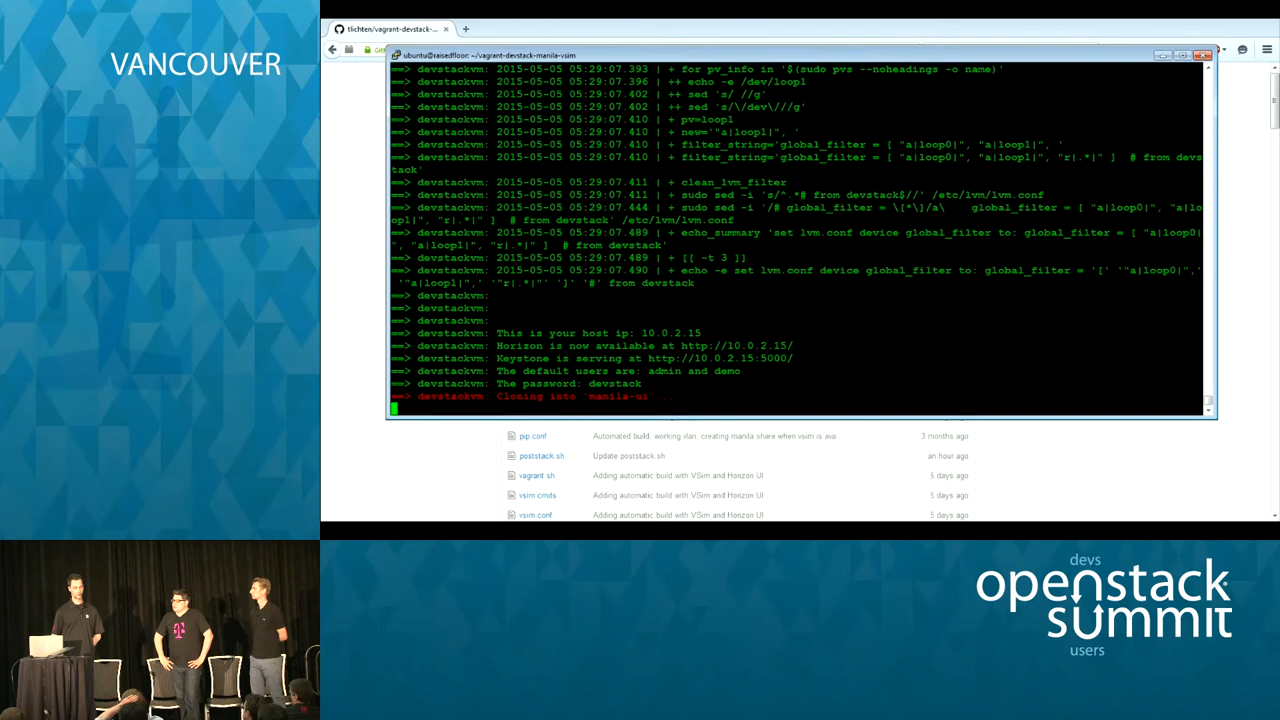 VANCOUVER
tlichten/vagrant-devstack-...
ubuntu@raisedfloor: ~/vagrant-devstack-manila-vsim
==> devstackvm: 2015-05-05 05:29:07.393 | + for pv_info in '$(sudo pvs --noheadings -o name)'
==> devstackvm: 2015-05-05 05:29:07.396 | ++ echo -e /dev/loop1
==> devstackvm: 2015-05-05 05:29:07.402 | ++ sed 's/ //g'
==> devstackvm: 2015-05-05 05:29:07.402 | ++ sed 's/\/dev\///g'
==> devstackvm: 2015-05-05 05:29:07.410 | + pv=loop1
==> devstackvm: 2015-05-05 05:29:07.410 | + new='"a|loop1|", '
==> devstackvm: 2015-05-05 05:29:07.410 | + filter_string='global_filter = [ "a|loop0|", "a|loop1|", '
==> devstackvm: 2015-05-05 05:29:07.410 | + filter_string='global_filter = [ "a|loop0|", "a|loop1|", "r|.*|" ]  # from devs
tack'
==> devstackvm: 2015-05-05 05:29:07.411 | + clean_lvm_filter
==> devstackvm: 2015-05-05 05:29:07.411 | + sudo sed -i 's/^.*# from devstack$//' /etc/lvm/lvm.conf
==> devstackvm: 2015-05-05 05:29:07.444 | + sudo sed -i '/# global_filter = \[*\]/a\    global_filter = [ "a|loop0|", "a|lo
op1|", "r|.*|" ]  # from devstack' /etc/lvm/lvm.conf
==> devstackvm: 2015-05-05 05:29:07.489 | + echo_summary 'set lvm.conf device global_filter to: global_filter = [ "a|loop0|
", "a|loop1|", "r|.*|" ]  # from devstack'
==> devstackvm: 2015-05-05 05:29:07.489 | + [[ -t 3 ]]
==> devstackvm: 2015-05-05 05:29:07.490 | + echo -e set lvm.conf device global_filter to: global_filter = '[' '"a|loop0|",'
'"a|loop1|",' '"r|.*|"' ']' '#' from devstack
==> devstackvm:
==> devstackvm:
==> devstackvm:
==> devstackvm: This is your host ip: 10.0.2.15
==> devstackvm: Horizon is now available at http://10.0.2.15/
==> devstackvm: Keystone is serving at http://10.0.2.15:5000/
==> devstackvm: The default users are: admin and demo
==> devstackvm: The password: devstack
==> devstackvm: Cloning into 'manila-ui'...
pip.conf Automated build, working vlan, creating manila share when vsim is ava 3 months ago
poststack.sh Update poststack.sh an hour ago
vagrant.sh Adding automatic build with VSim and Horizon UI 5 days ago
vsim.cmds Adding automatic build with VSim and Horizon UI 5 days ago
vsim.conf Adding automatic build with VSim and Horizon UI 5 days ago
T
devs
openstack
summit
users